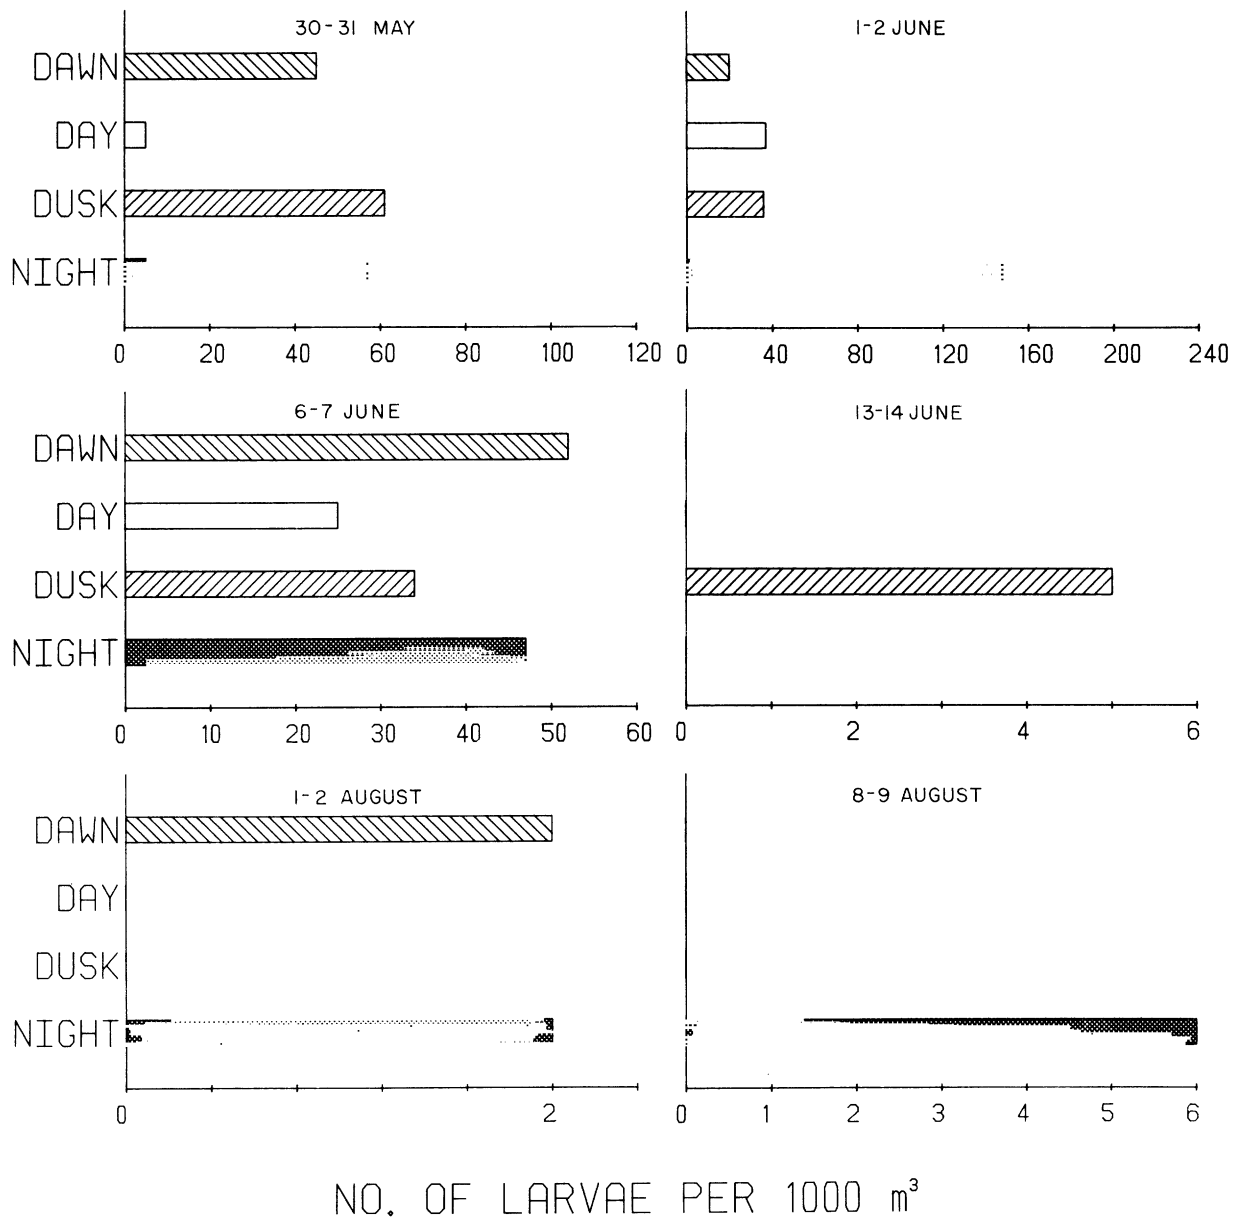 30-31 MAY
DAWN
DAY
DUSK
NIGHT
0 20 40 60 80 100 120
1-2 JUNE
0 40 80 120 160 200 240
6-7 JUNE
DAWN
DAY
DUSK
NIGHT
0 10 20 30 40 50 60
13-14 JUNE
0 2 4 6
1-2 AUGUST
DAWN
DAY
DUSK
NIGHT
0 2
8-9 AUGUST
0 1 2 3 4 5 6
NO. OF LARVAE PER 1000 m³